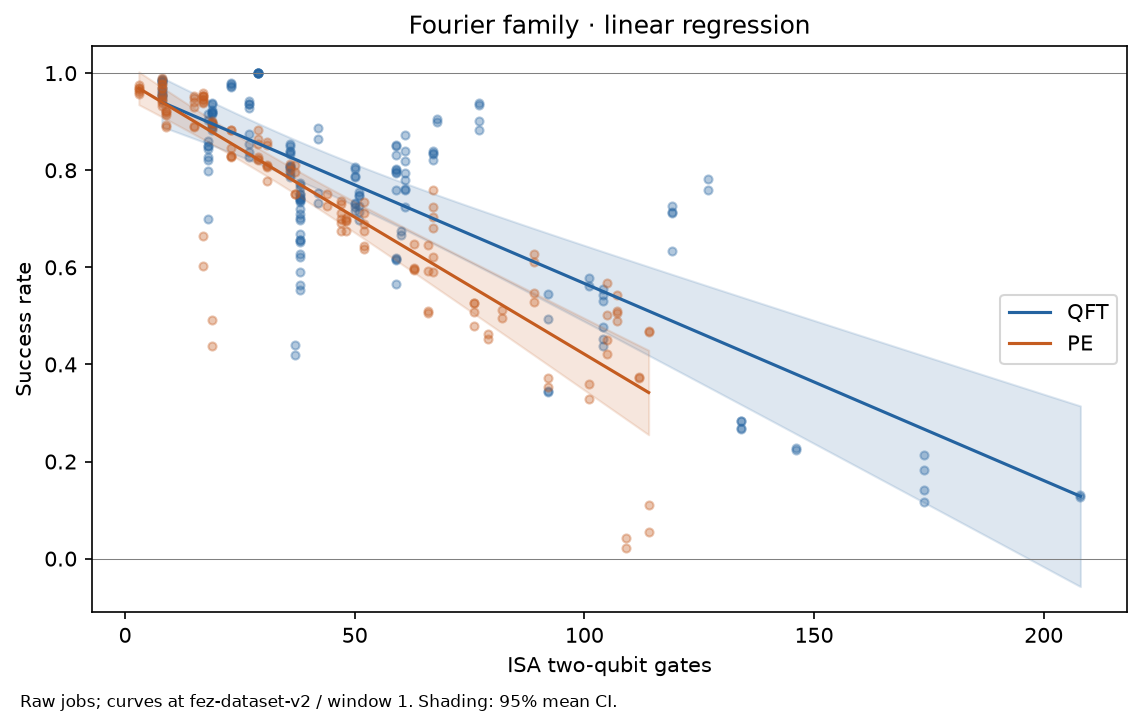 Fourier family · linear regression
Success rate
1.0
0.8
0.6
0.4
0.2
0.0
QFT
PE
0 50 100 150 200
ISA two-qubit gates
Raw jobs; curves at fez-dataset-v2 / window 1. Shading: 95% mean CI.